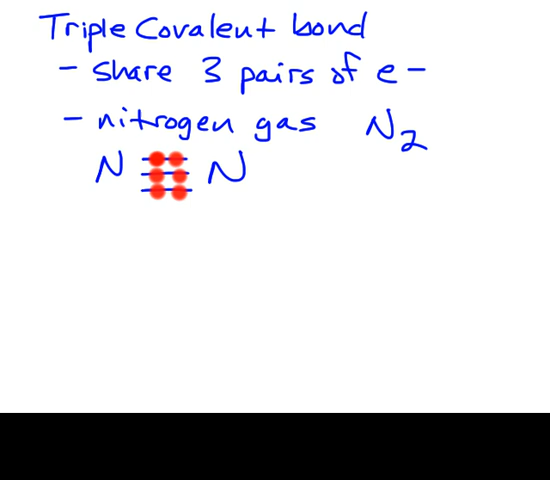 Triple Covalent bond
- share 3 pairs of e-
- nitrogen gas N2
N ≡ N